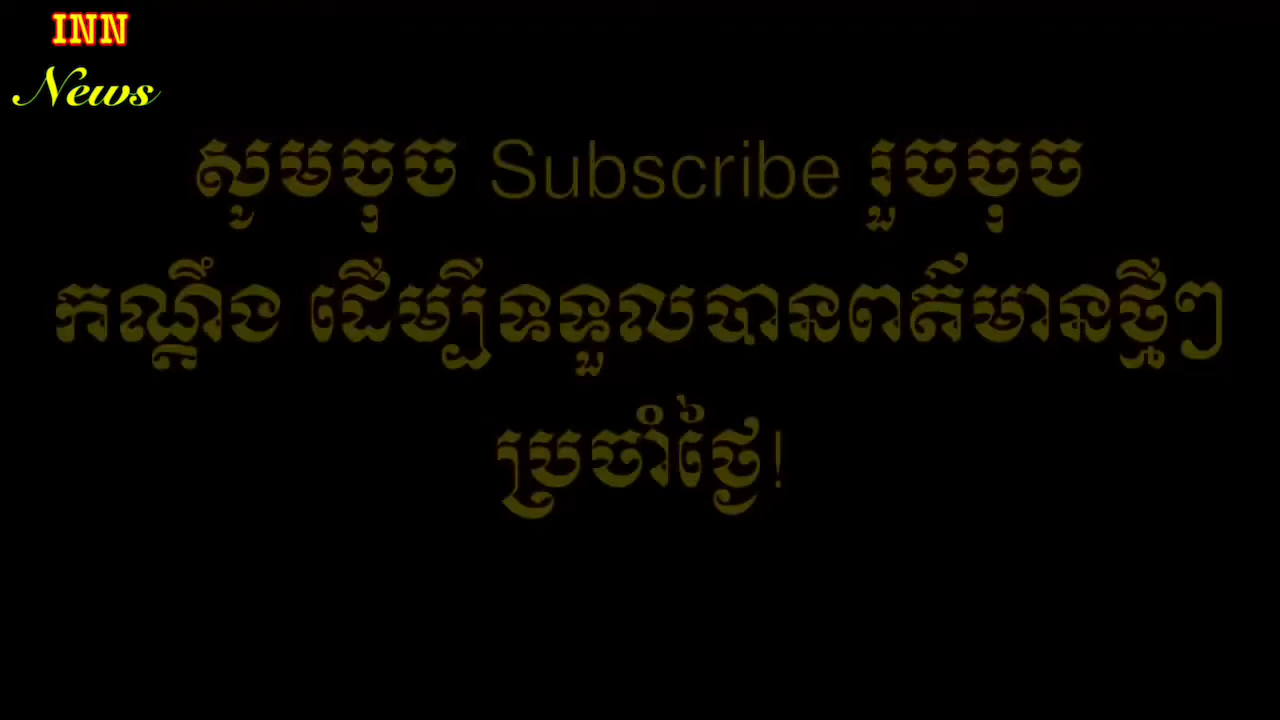 INN
News
សូមចុច Subscribe រួចចុច
កណ្ដឹង ដើម្បីទទួលបានពត៌មានថ្មីៗ
ប្រចាំថ្ងៃ!